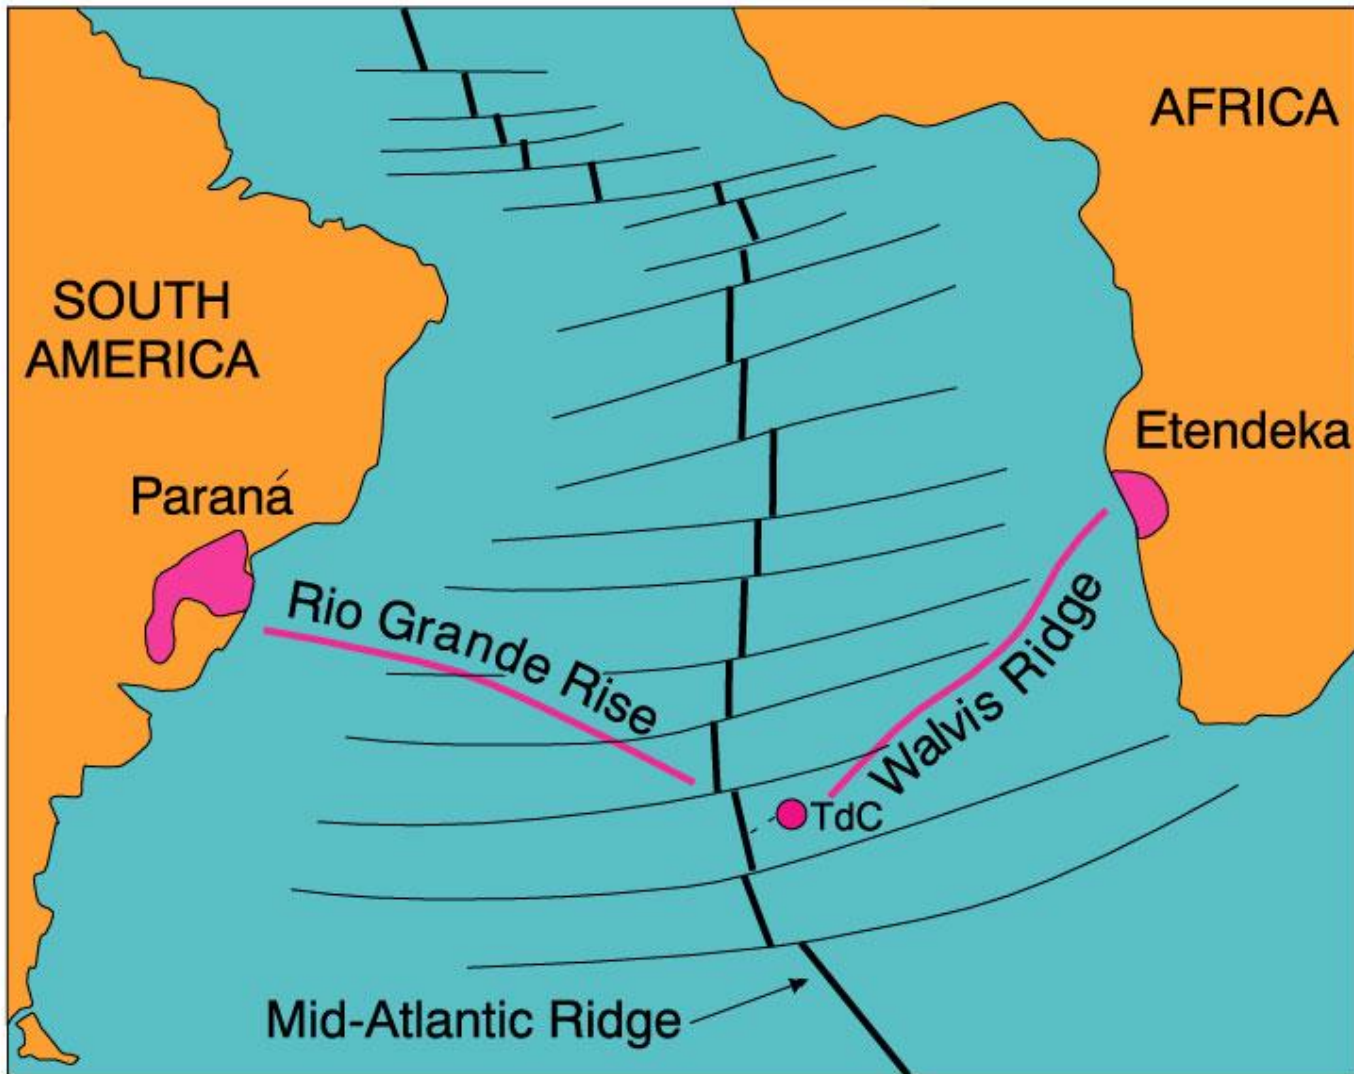 AFRICA
SOUTH
AMERICA
Etendeka
Paraná
Rio Grande Rise
Walvis Ridge
TdC
Mid-Atlantic Ridge